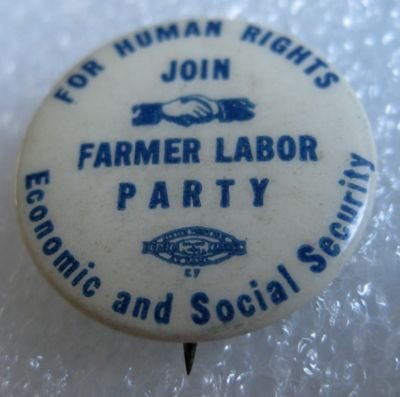 FOR HUMAN RIGHTS
JOIN
FARMER LABOR
PARTY
Economic and Social Security